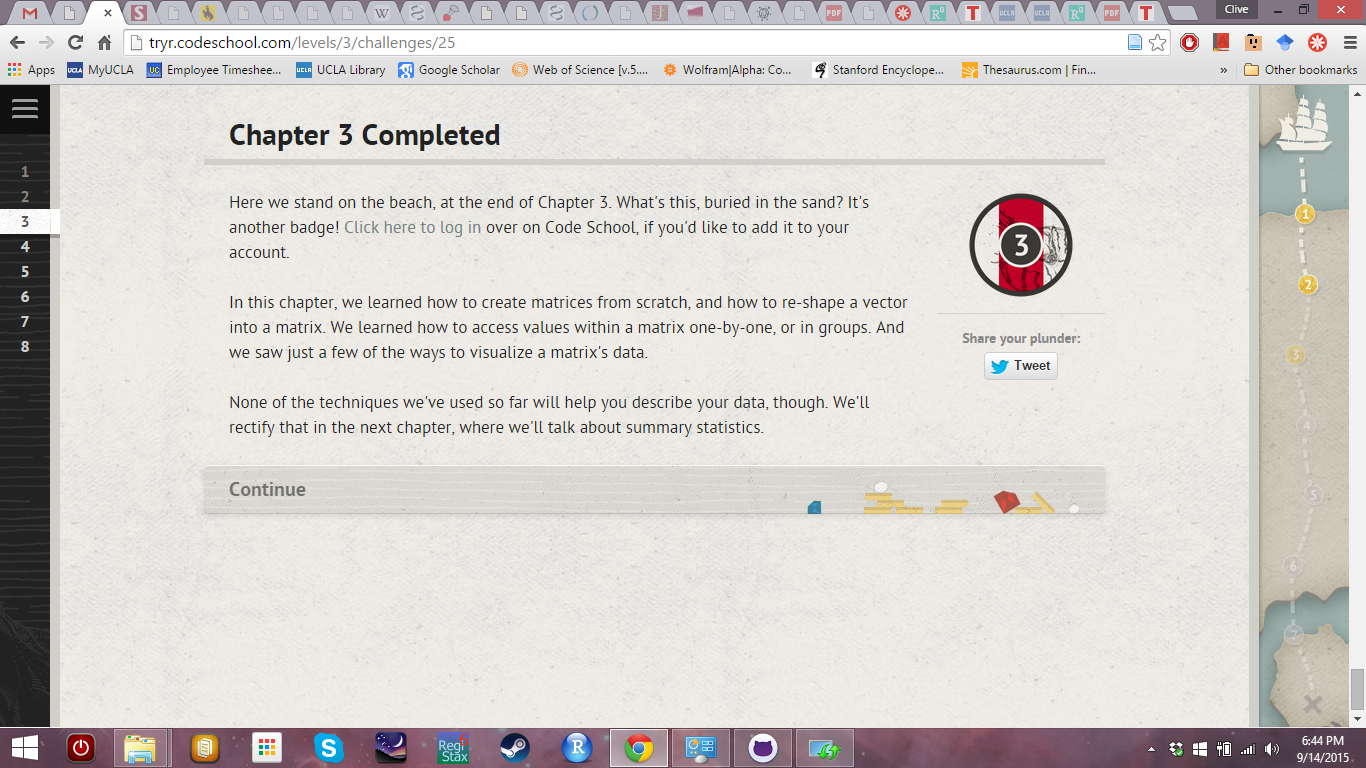 Clive
tryr.codeschool.com/levels/3/challenges/25
Apps MyUCLA Employee Timeshee... UCLA Library Google Scholar Web of Science [v.5.... Wolfram|Alpha: Co... Stanford Encyclope... Thesaurus.com | Fin... » Other bookmarks
Chapter 3 Completed
1
2
3
4
5
6
7
8
Here we stand on the beach, at the end of Chapter 3. What's this, buried in the sand? It's
another badge! Click here to log in over on Code School, if you'd like to add it to your
account.
In this chapter, we learned how to create matrices from scratch, and how to re-shape a vector
into a matrix. We learned how to access values within a matrix one-by-one, or in groups. And
we saw just a few of the ways to visualize a matrix's data.
None of the techniques we've used so far will help you describe your data, though. We'll
rectify that in the next chapter, where we'll talk about summary statistics.
3
Share your plunder:
Tweet
Continue
1
2
3
4
5
6
7
Regi
Stax
R
6:44 PM
9/14/2015